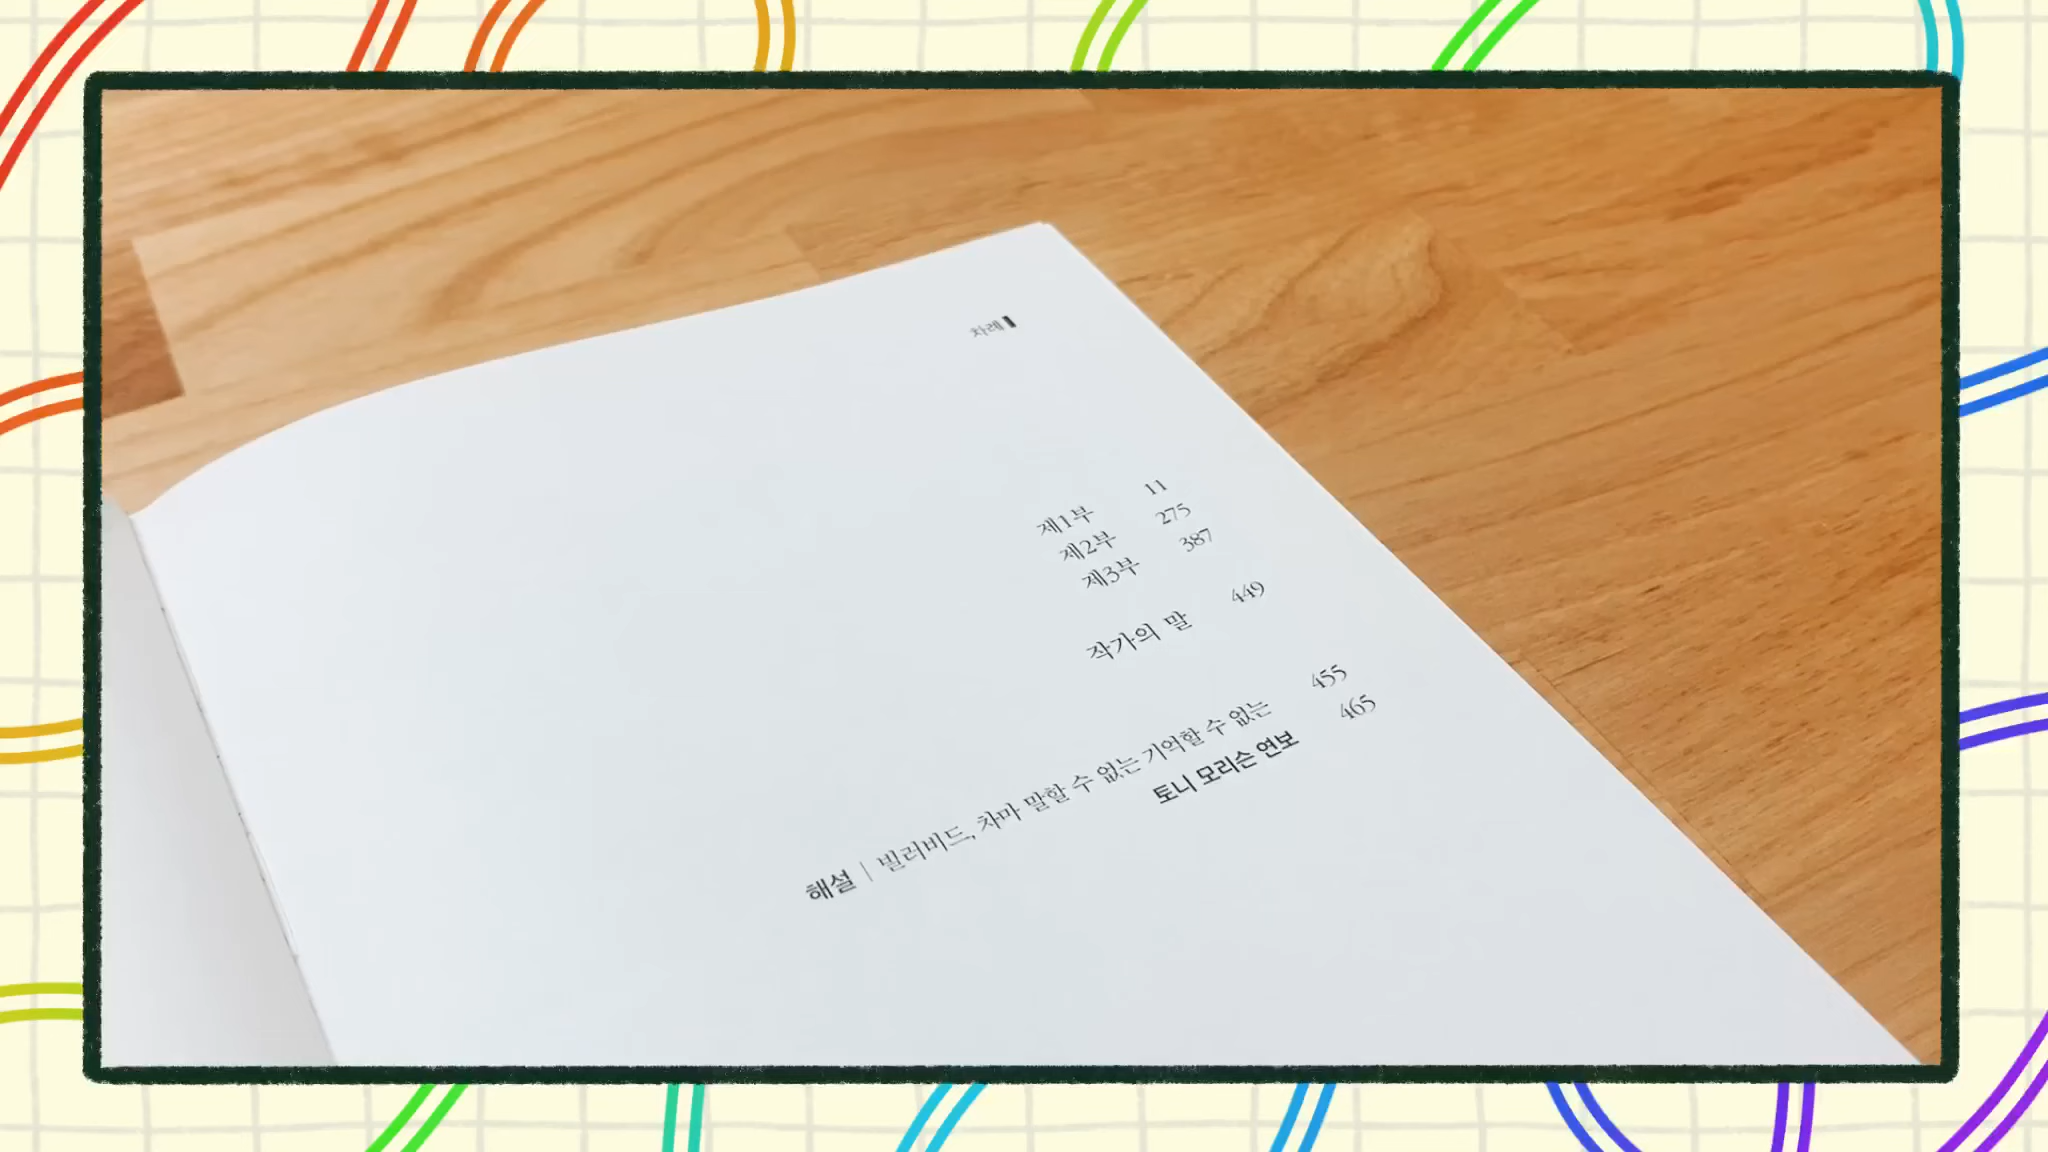 차례
제1부 11
제2부 275
제3부 387
작가의 말 449
해설 | 빌러비드, 차마 말할 수 없는 기억할 수 없는 455
토니 모리슨 연보 465